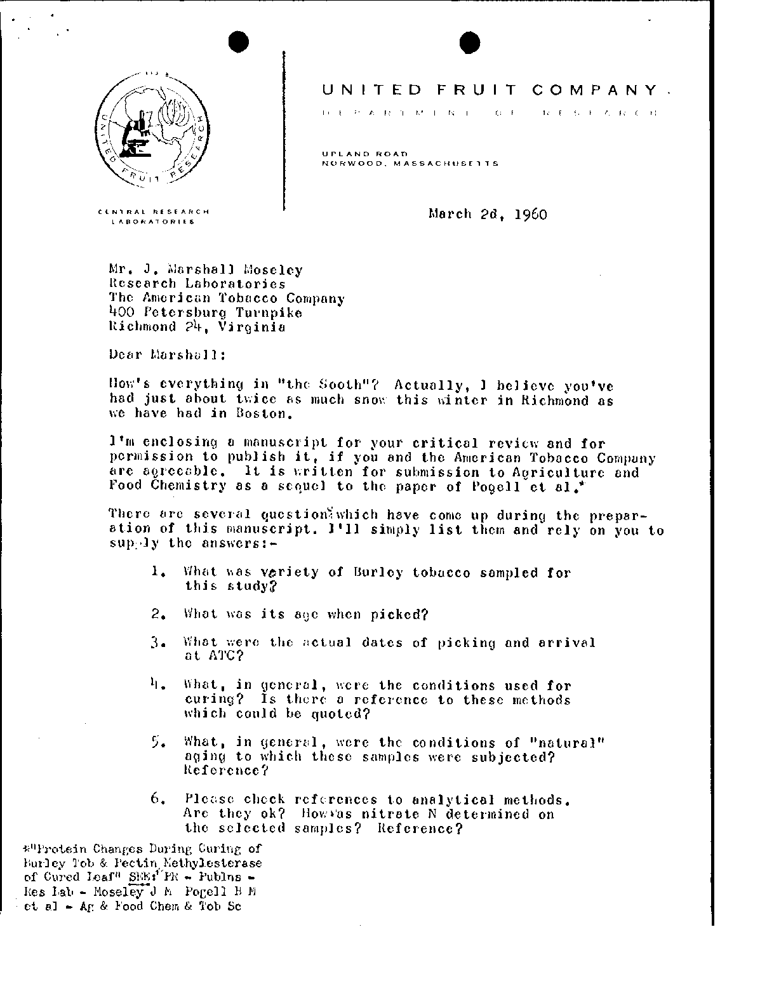 UNITED FRUIT COMPANY
DEPARTMENT OF RESEARCH
UPLAND ROAD
NORWOOD, MASSACHUSETTS
UNITED FRUIT RESEARCH
CENTRAL RESEARCH
LABORATORIES
March 28, 1960
Mr. J. Marshall Moseley
Research Laboratories
The American Tobacco Company
400 Petersburg Turnpike
Richmond 24, Virginia
Dear Marshall:
How's everything in "the Sooth"? Actually, I believe you've
had just about twice as much snow this winter in Richmond as
we have had in Boston.
I'm enclosing a manuscript for your critical review and for
permission to publish it, if you and the American Tobacco Company
are agreeable. It is written for submission to Agriculture and
Food Chemistry as a sequel to the paper of Pogell et al.*
There are several questions which have come up during the prepar-
ation of this manuscript. I'll simply list them and rely on you to
supply the answers:-
1. What was variety of Burley tobacco sampled for
this study?
2. What was its age when picked?
3. What were the actual dates of picking and arrival
at ATC?
4. What, in general, were the conditions used for
curing? Is there a reference to these methods
which could be quoted?
5. What, in general, were the conditions of "natural"
aging to which these samples were subjected?
Reference?
6. Please check references to analytical methods.
Are they ok? How was nitrate N determined on
the selected samples? Reference?
*"Protein Changes During Curing of
Burley Tob & Pectin Methylesterase
of Cured Leaf" SEE: PR - Publns -
Res Lab - Moseley J M Pogell B M
et al - Ag & Food Chem & Tob Sc